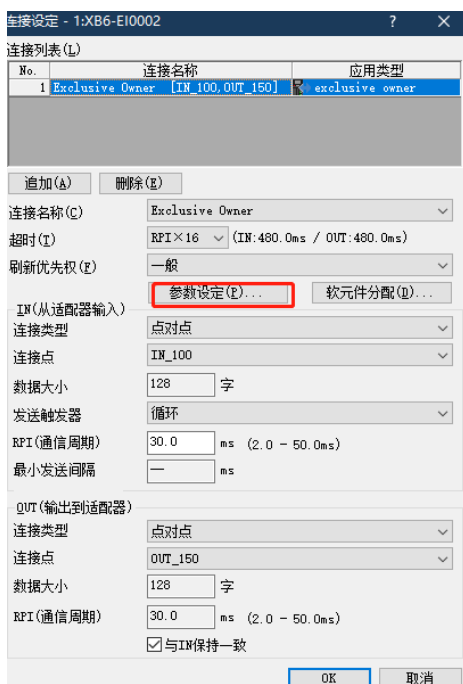 连接设定 - 1:XB6-EI0002 ? ×
连接列表(L)
No. 连接名称 应用类型
1 Exclusive Owner [IN_100,OUT_150] exclusive owner
追加(A) 删除(E)
连接名称(C) Exclusive Owner
超时(T) RPI×16 (IN:480.0ms / OUT:480.0ms)
刷新优先权(F) 一般
参数设定(P)... 软元件分配(D)...
IN(从适配器输入)
连接类型 点对点
连接点 IN_100
数据大小 128 字
发送触发器 循环
RPI(通信周期) 30.0 ms (2.0 - 50.0ms)
最小发送间隔 — ms
OUT(输出到适配器)
连接类型 点对点
连接点 OUT_150
数据大小 128 字
RPI(通信周期) 30.0 ms (2.0 - 50.0ms)
与IN保持一致
OK 取消